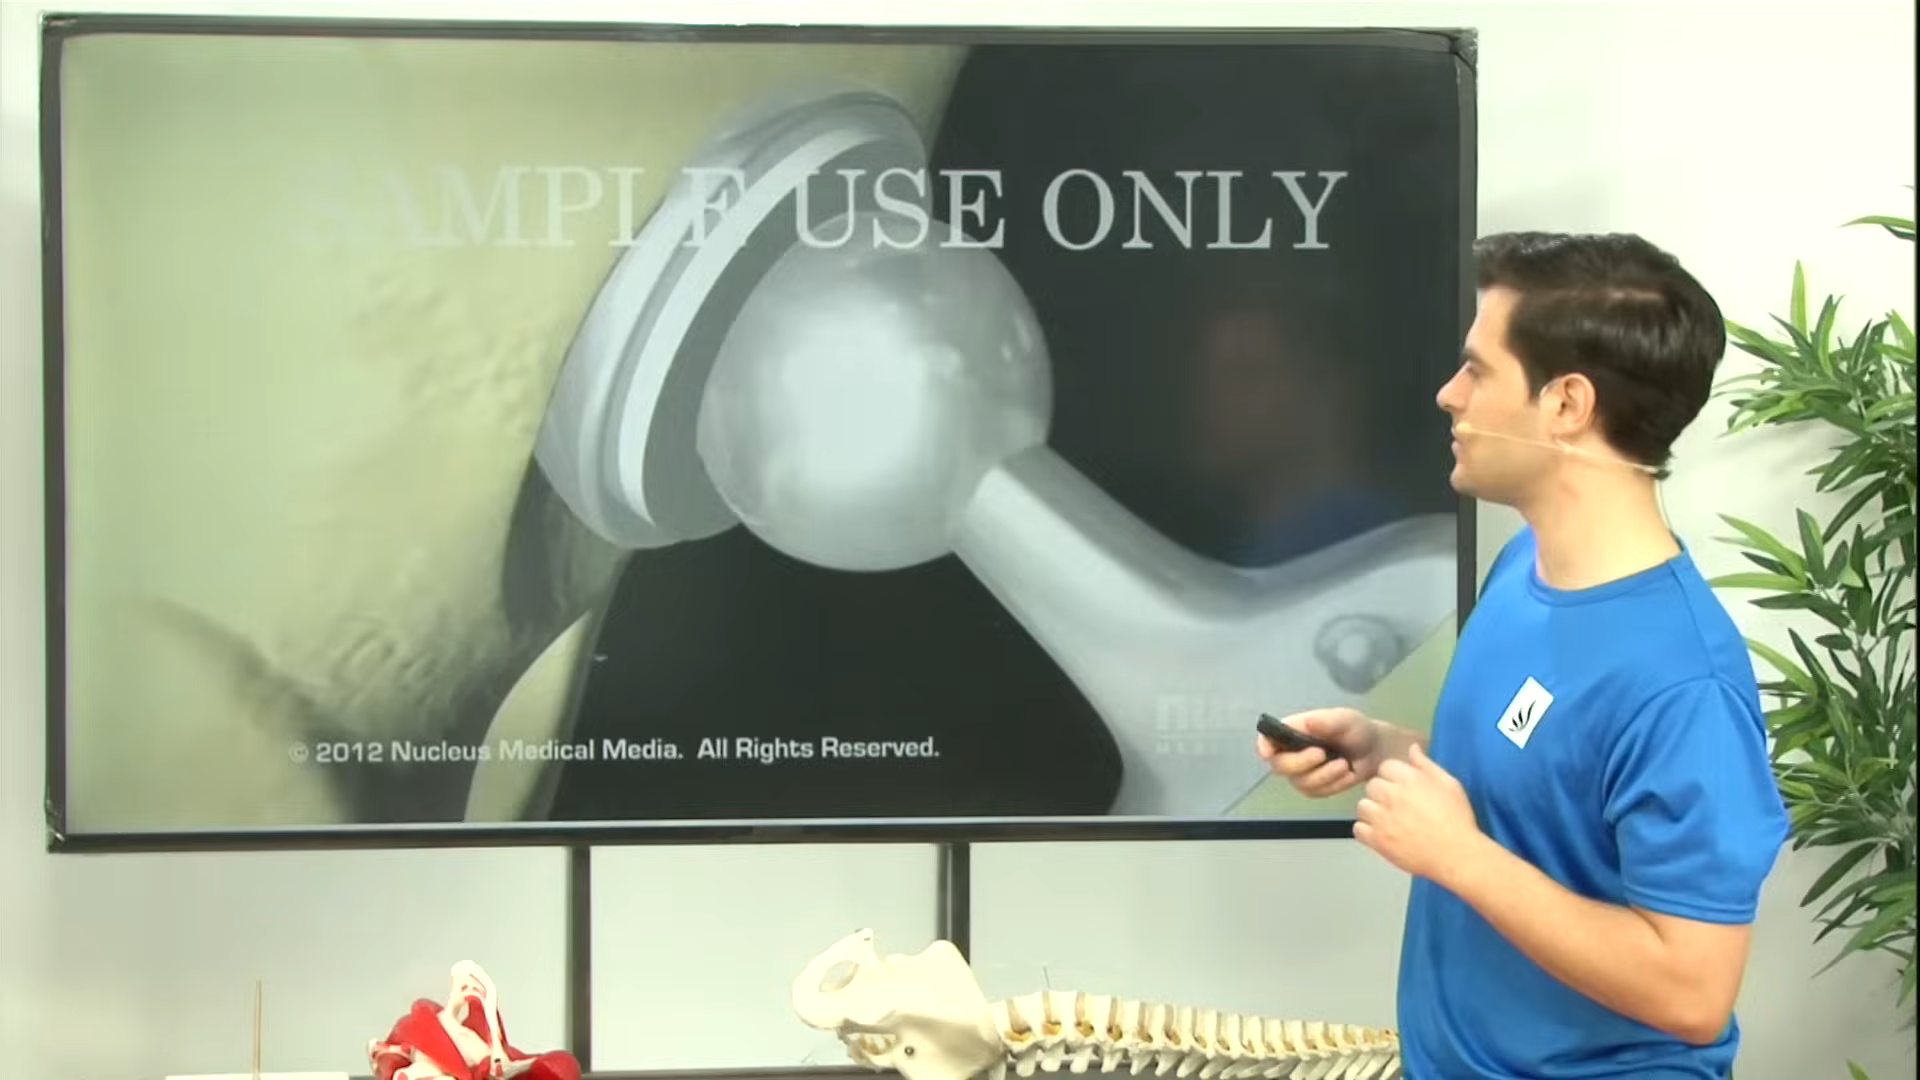 SAMPLE USE ONLY
© 2012 Nucleus Medical Media. All Rights Reserved.